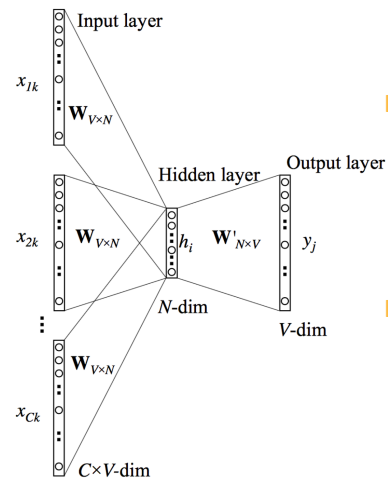 Input layer
x1k
WV×N
Hidden layer
Output layer
x2k
WV×N
hi
W'N×V
yj
N-dim
V-dim
WV×N
xCk
C×V-dim